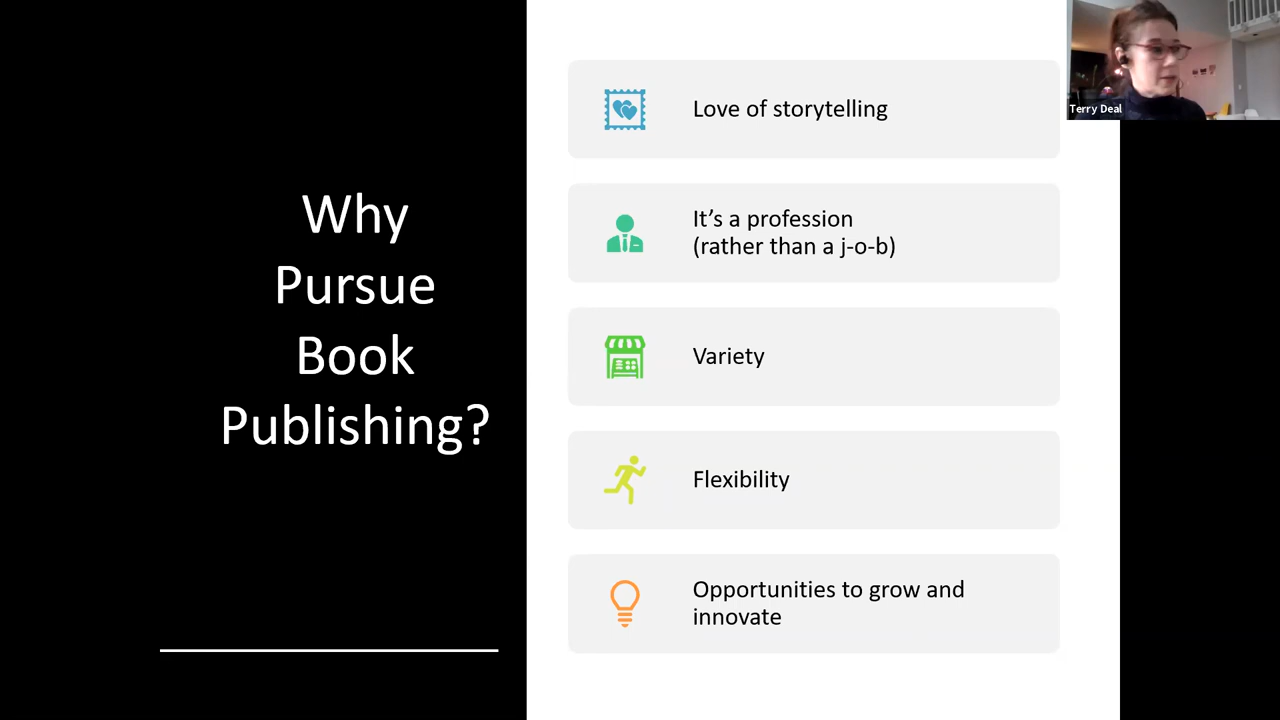 Why
Pursue
Book
Publishing?
Love of storytelling
It’s a profession
(rather than a j-o-b)
Variety
Flexibility
Opportunities to grow and
innovate
Terry Deal